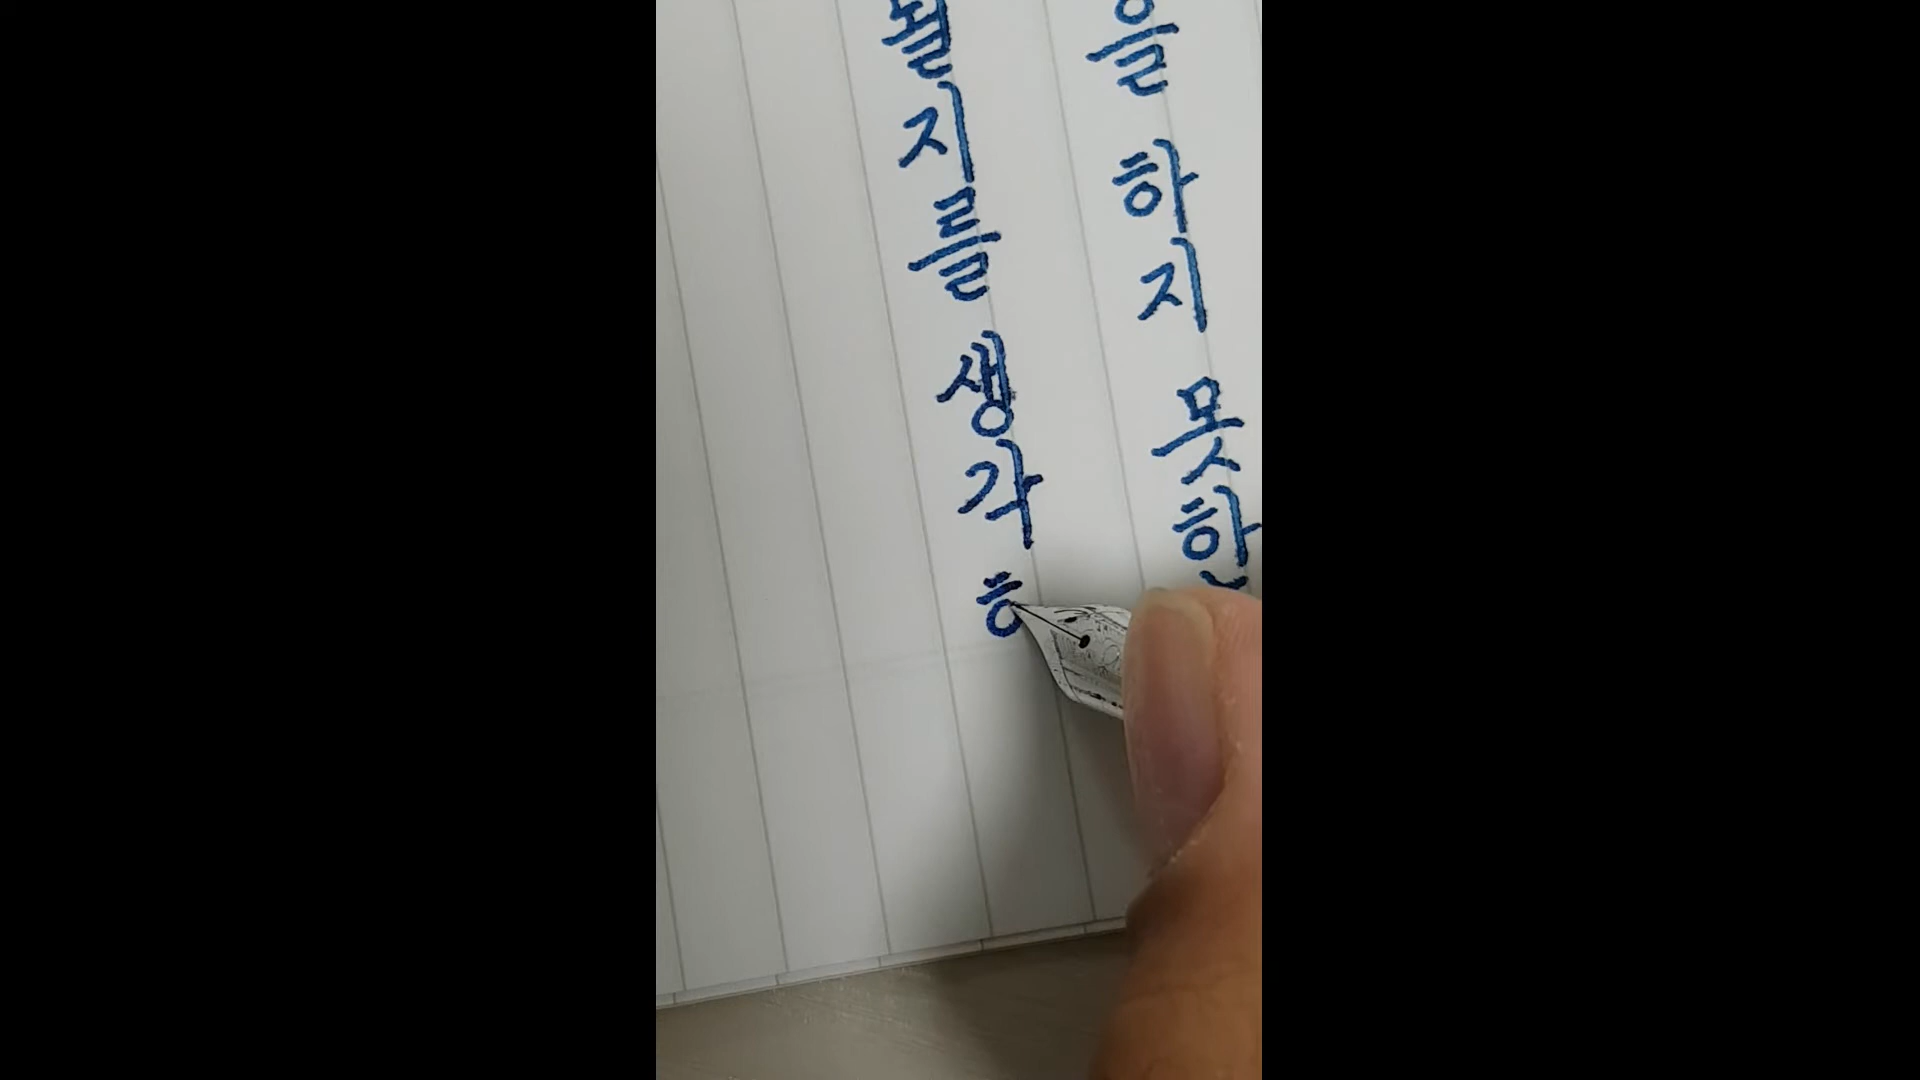 을 하지 못한
될지를 생각 ㅎ